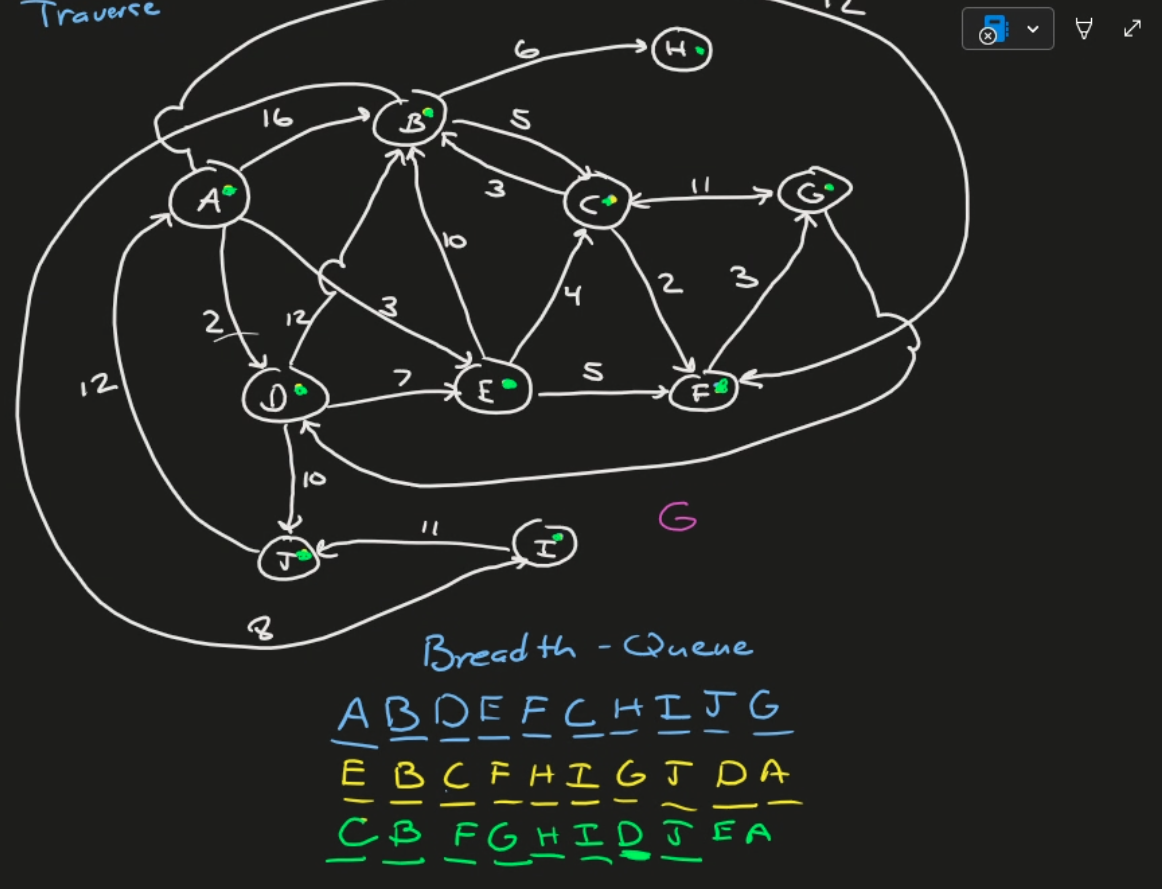 Traverse
12
6
H
16
B
5
3
A
C
11
G
10
2
12
3
4
2
3
12
D
7
E
5
F
10
G
11
J
I
8
Breadth - Queue
A B D E F C H I J G
E B C F H I G J D A
C B F G H I D J E A